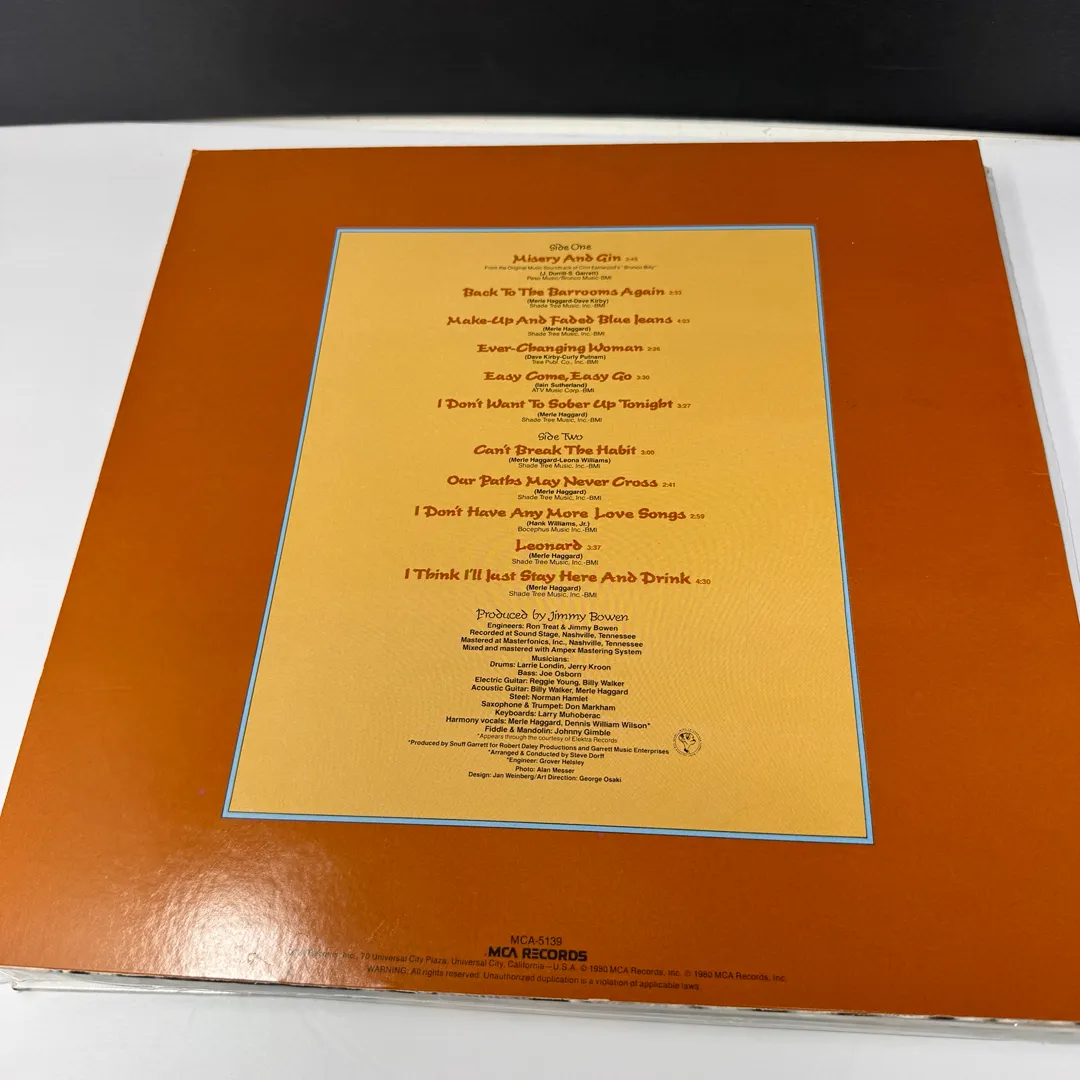 Side One
Misery And Gin 2:45
From the Original Music Soundtrack of Clint Eastwood's "Bronco Billy"
(J. Durrill-S. Garrett)
Peso Music/Bronco Music-BMI
Back To The Barrooms Again 2:33
(Merle Haggard-Dave Kirby)
Shade Tree Music, Inc.-BMI
Make-Up And Faded Blue Jeans 4:03
(Merle Haggard)
Shade Tree Music, Inc.-BMI
Ever-Changing Woman 2:26
(Dave Kirby-Curly Putnam)
Tree Publ. Co., Inc.-BMI
Easy Come, Easy Go 3:30
(Iain Sutherland)
ATV Music Corp.-BMI
I Don't Want To Sober Up Tonight 3:27
(Merle Haggard)
Shade Tree Music, Inc.-BMI
Side Two
Can't Break The Habit 3:00
(Merle Haggard-Leona Williams)
Shade Tree Music, Inc.-BMI
Our Paths May Never Cross 2:41
(Merle Haggard)
Shade Tree Music, Inc.-BMI
I Don't Have Any More Love Songs 2:59
(Hank Williams, Jr.)
Bocephus Music Inc.-BMI
Leonard 3:37
(Merle Haggard)
Shade Tree Music, Inc.-BMI
I Think I'll Just Stay Here And Drink 4:30
(Merle Haggard)
Shade Tree Music, Inc.-BMI
Produced by Jimmy Bowen
Engineers: Ron Treat & Jimmy Bowen
Recorded at Sound Stage, Nashville, Tennessee
Mastered at Masterfonics, Inc., Nashville, Tennessee
Mixed and mastered with Ampex Mastering System
Musicians:
Drums: Larrie Londin, Jerry Kroon
Bass: Joe Osborn
Electric Guitar: Reggie Young, Billy Walker
Acoustic Guitar: Billy Walker, Merle Haggard
Steel: Norman Hamlet
Saxophone & Trumpet: Don Markham
Keyboards: Larry Muhoberac
Harmony vocals: Merle Haggard, Dennis William Wilson*
Fiddle & Mandolin: Johnny Gimble
*Appears through the courtesy of Elektra Records
*Produced by Snuff Garrett for Robert Daley Productions and Garrett Music Enterprises
*Arranged & Conducted by Steve Dorff
*Engineer: Grover Helsley
Photo: Alan Messer
Design: Jan Weinberg/Art Direction: George Osaki
MCA-5139
MCA RECORDS
Inc., 70 Universal City Plaza, Universal City, California—U.S.A. © 1980 MCA Records, Inc. ℗ 1980 MCA Records, Inc.
WARNING: All rights reserved. Unauthorized duplication is a violation of applicable laws.